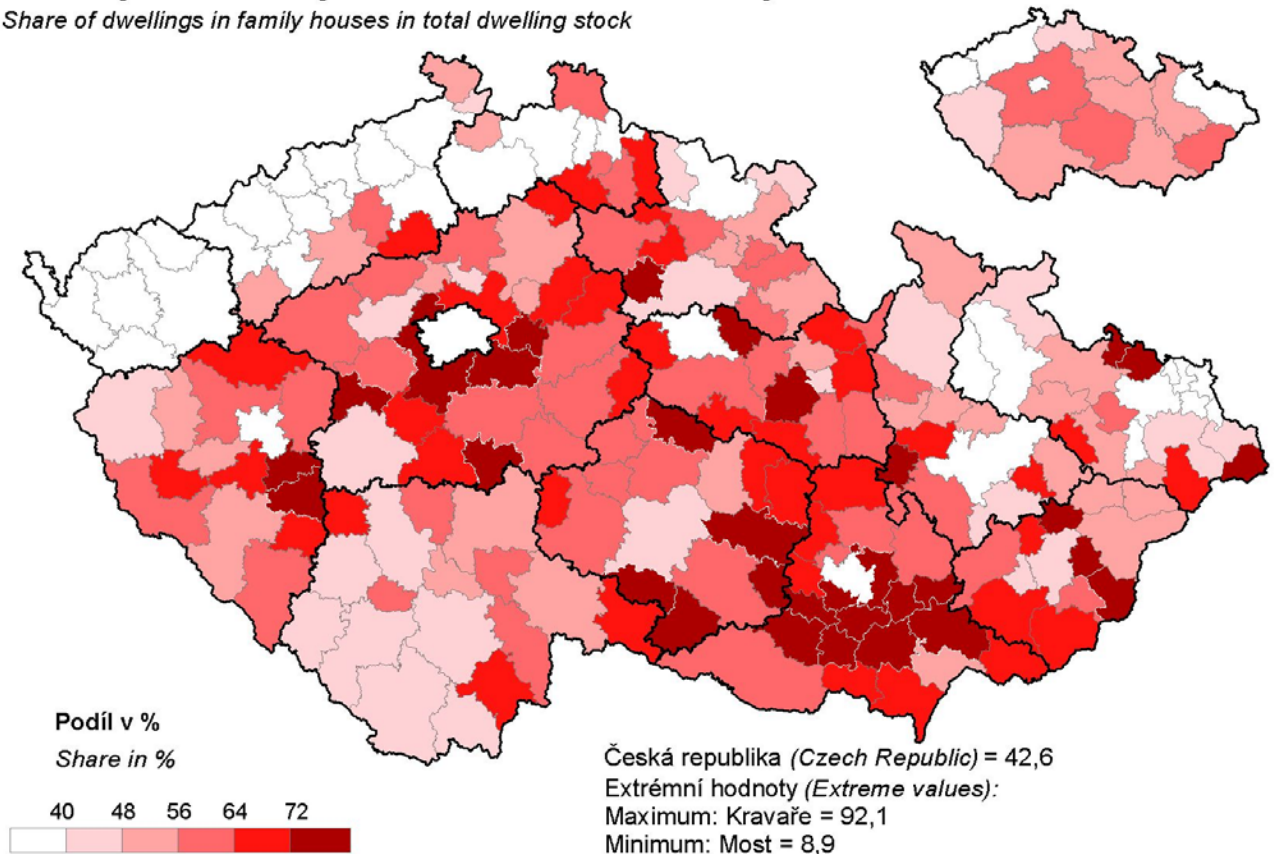 Share of dwellings in family houses in total dwelling stock
Podíl v %
Share in %
40 48 56 64 72
Česká republika (Czech Republic) = 42,6
Extrémní hodnoty (Extreme values):
Maximum: Kravaře = 92,1
Minimum: Most = 8,9